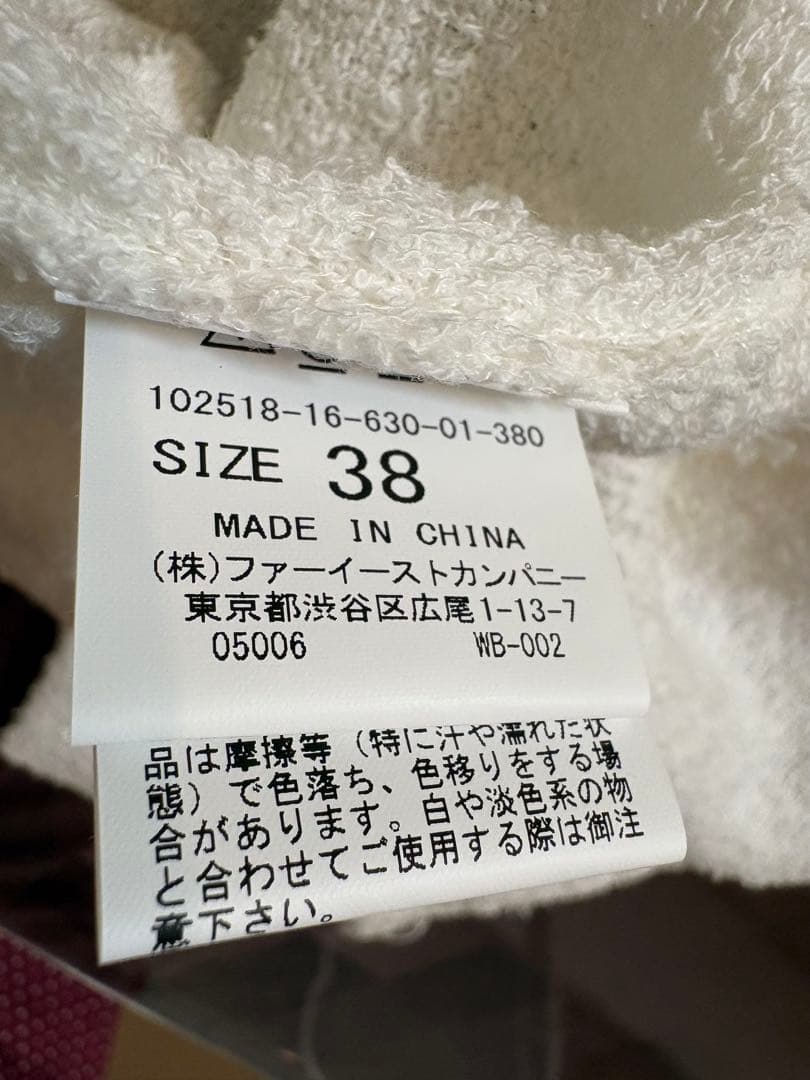 102518-16-630-01-380
SIZE 38
MADE IN CHINA
(株)ファーイーストカンパニー
東京都渋谷区広尾1-13-7
05006 WB-002
品は摩擦等(特に汗や濡れた状
態)で色落ち、色移りをする場
合があります。白や淡色系の物
と合わせてご使用する際は御注
意下さい。